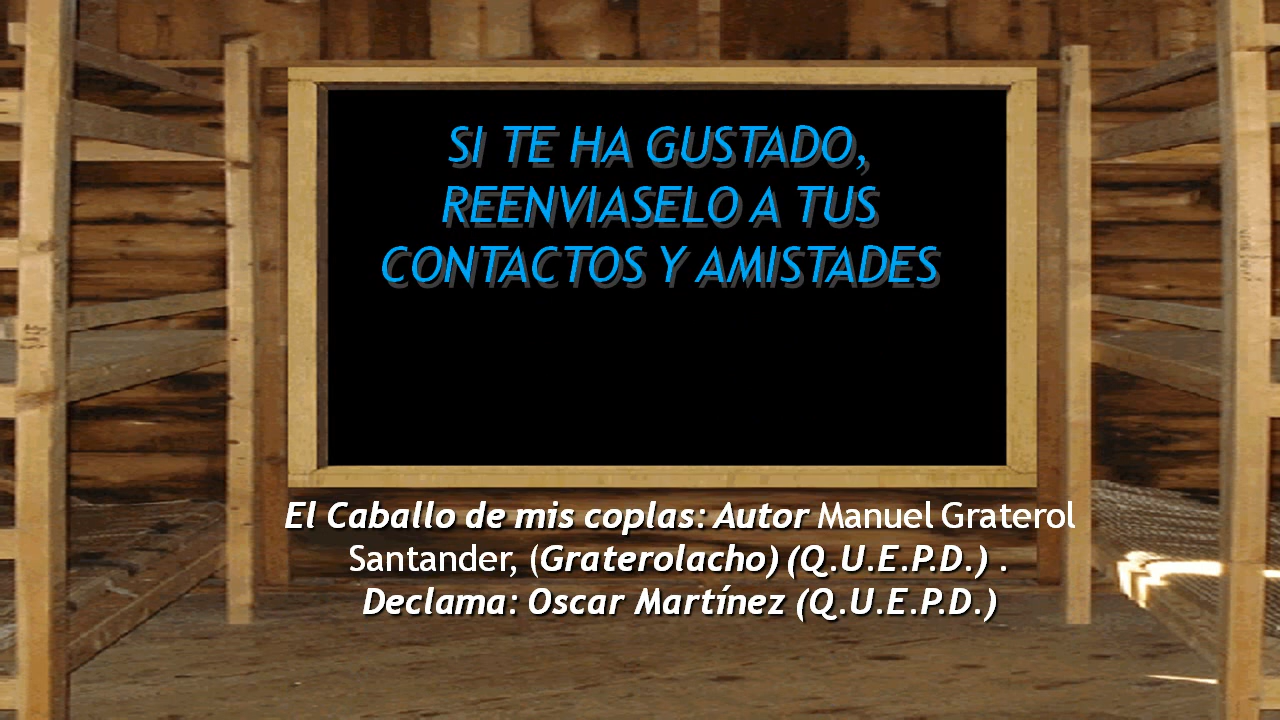 SI TE HA GUSTADO,
REENVIASELO A TUS
CONTACTOS Y AMISTADES
El Caballo de mis coplas: Autor Manuel Graterol
Santander, (Graterolacho) (Q.U.E.P.D.) .
Declama: Oscar Martínez (Q.U.E.P.D.)